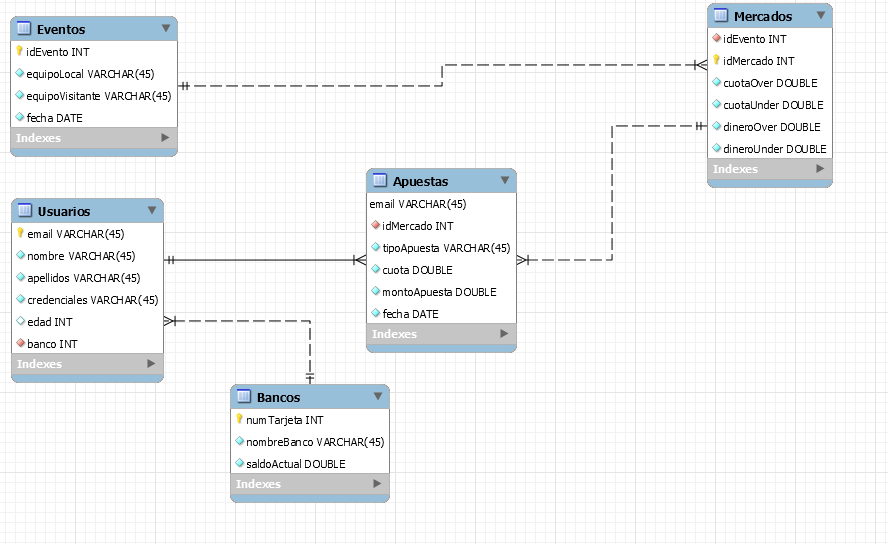 Eventos
idEvento INT
equipoLocal VARCHAR(45)
equipoVisitante VARCHAR(45)
fecha DATE
Indexes
Mercados
idEvento INT
idMercado INT
cuotaOver DOUBLE
cuotaUnder DOUBLE
dineroOver DOUBLE
dineroUnder DOUBLE
Indexes
Usuarios
email VARCHAR(45)
nombre VARCHAR(45)
apellidos VARCHAR(45)
credenciales VARCHAR(45)
edad INT
banco INT
Indexes
Apuestas
email VARCHAR(45)
idMercado INT
tipoApuesta VARCHAR(45)
cuota DOUBLE
montoApuesta DOUBLE
fecha DATE
Indexes
Bancos
numTarjeta INT
nombreBanco VARCHAR(45)
saldoActual DOUBLE
Indexes